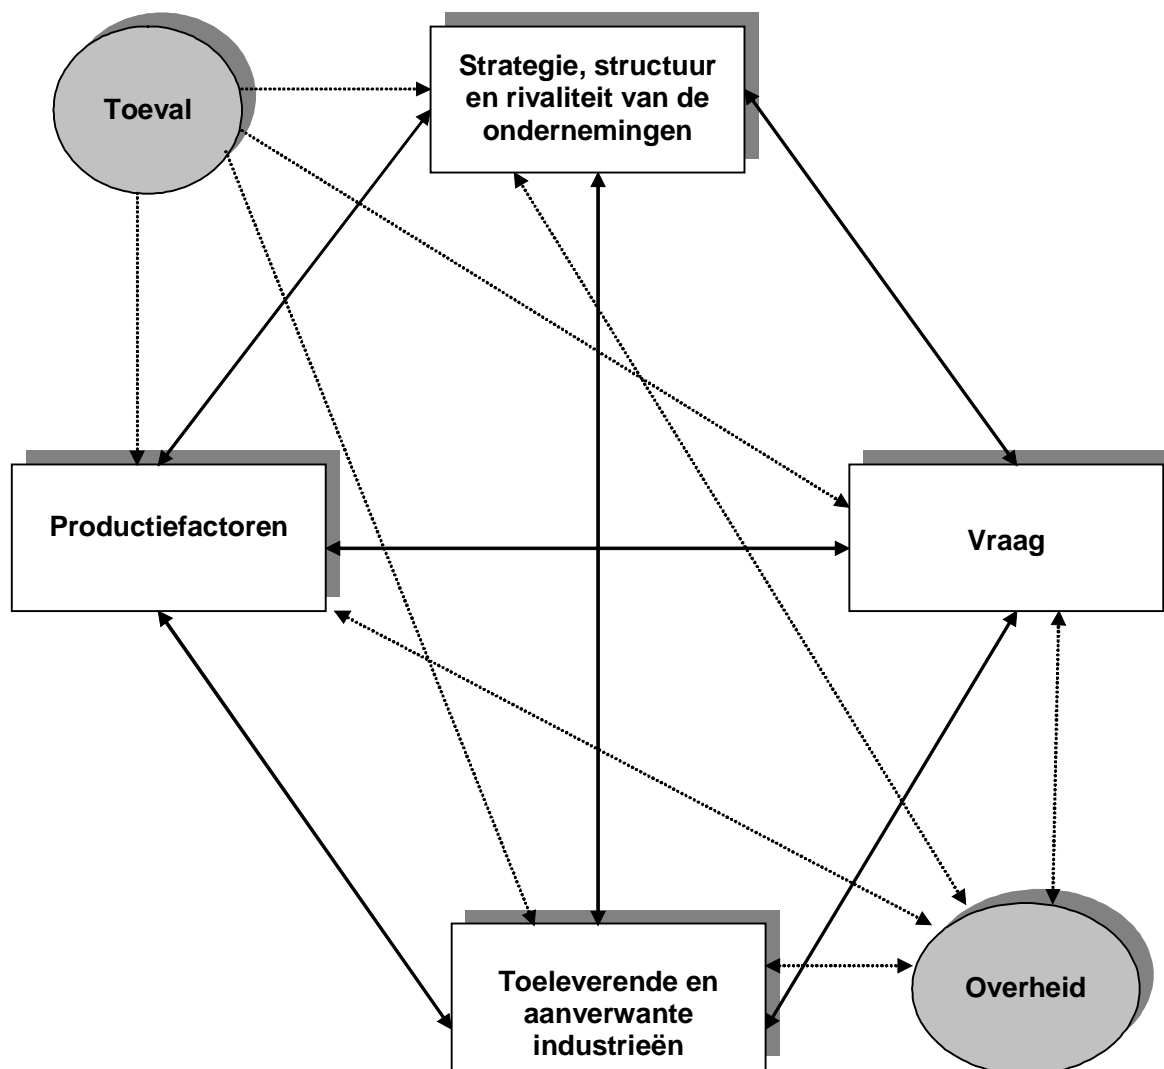 Toeval
Strategie, structuur
en rivaliteit van de
ondernemingen
Productiefactoren
Vraag
Toeleverende en
aanverwante
industrieën
Overheid